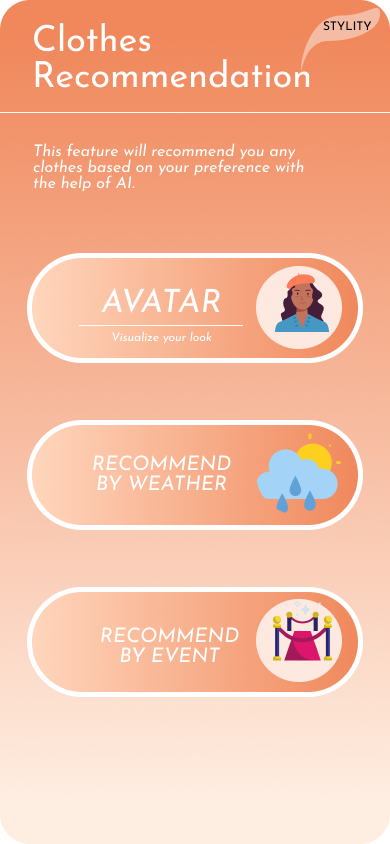 STYLITY
Clothes
Recommendation
This feature will recommend you any
clothes based on your preference with
the help of AI.
AVATAR
Visualize your look
RECOMMEND
BY WEATHER
RECOMMEND
BY EVENT